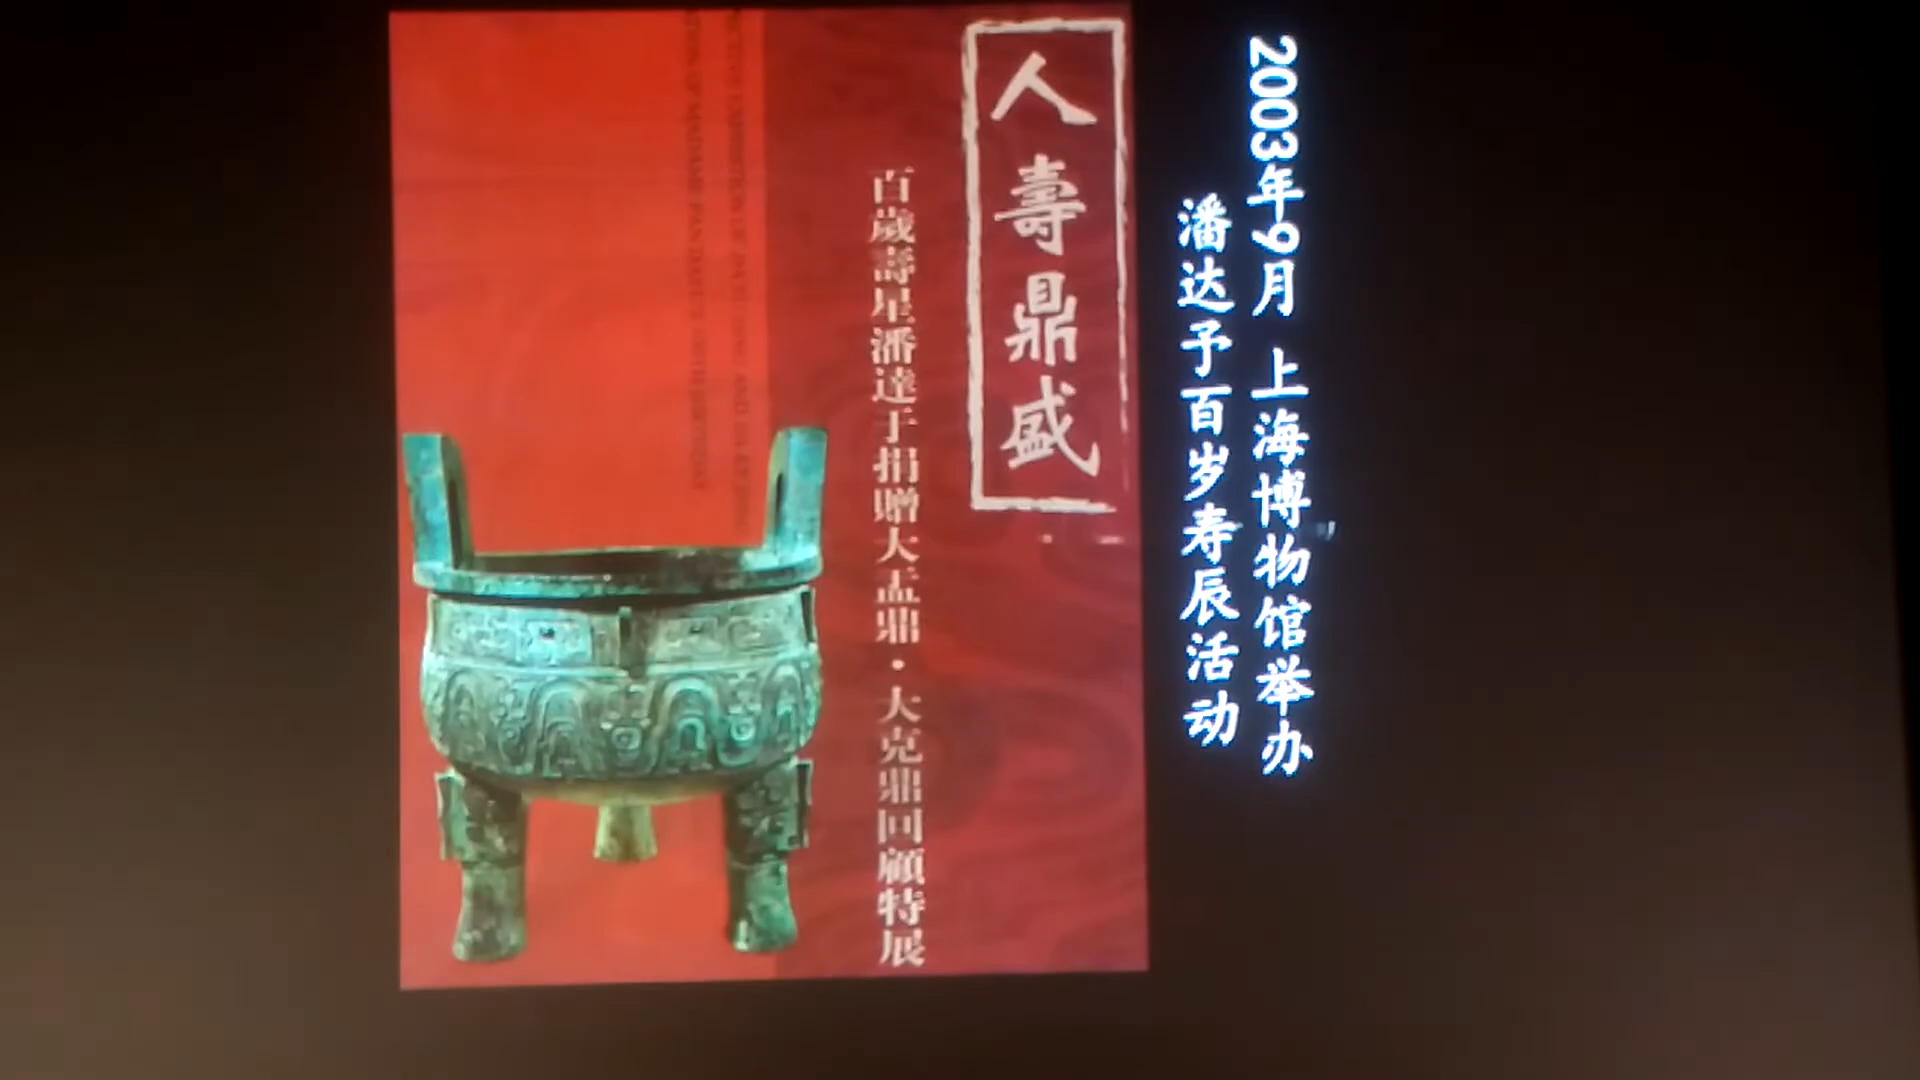 2003年9月 上海博物馆举办
潘达予百岁寿辰活动
人壽鼎盛
百歲壽星潘達于捐贈大盂鼎·大克鼎回顧特展